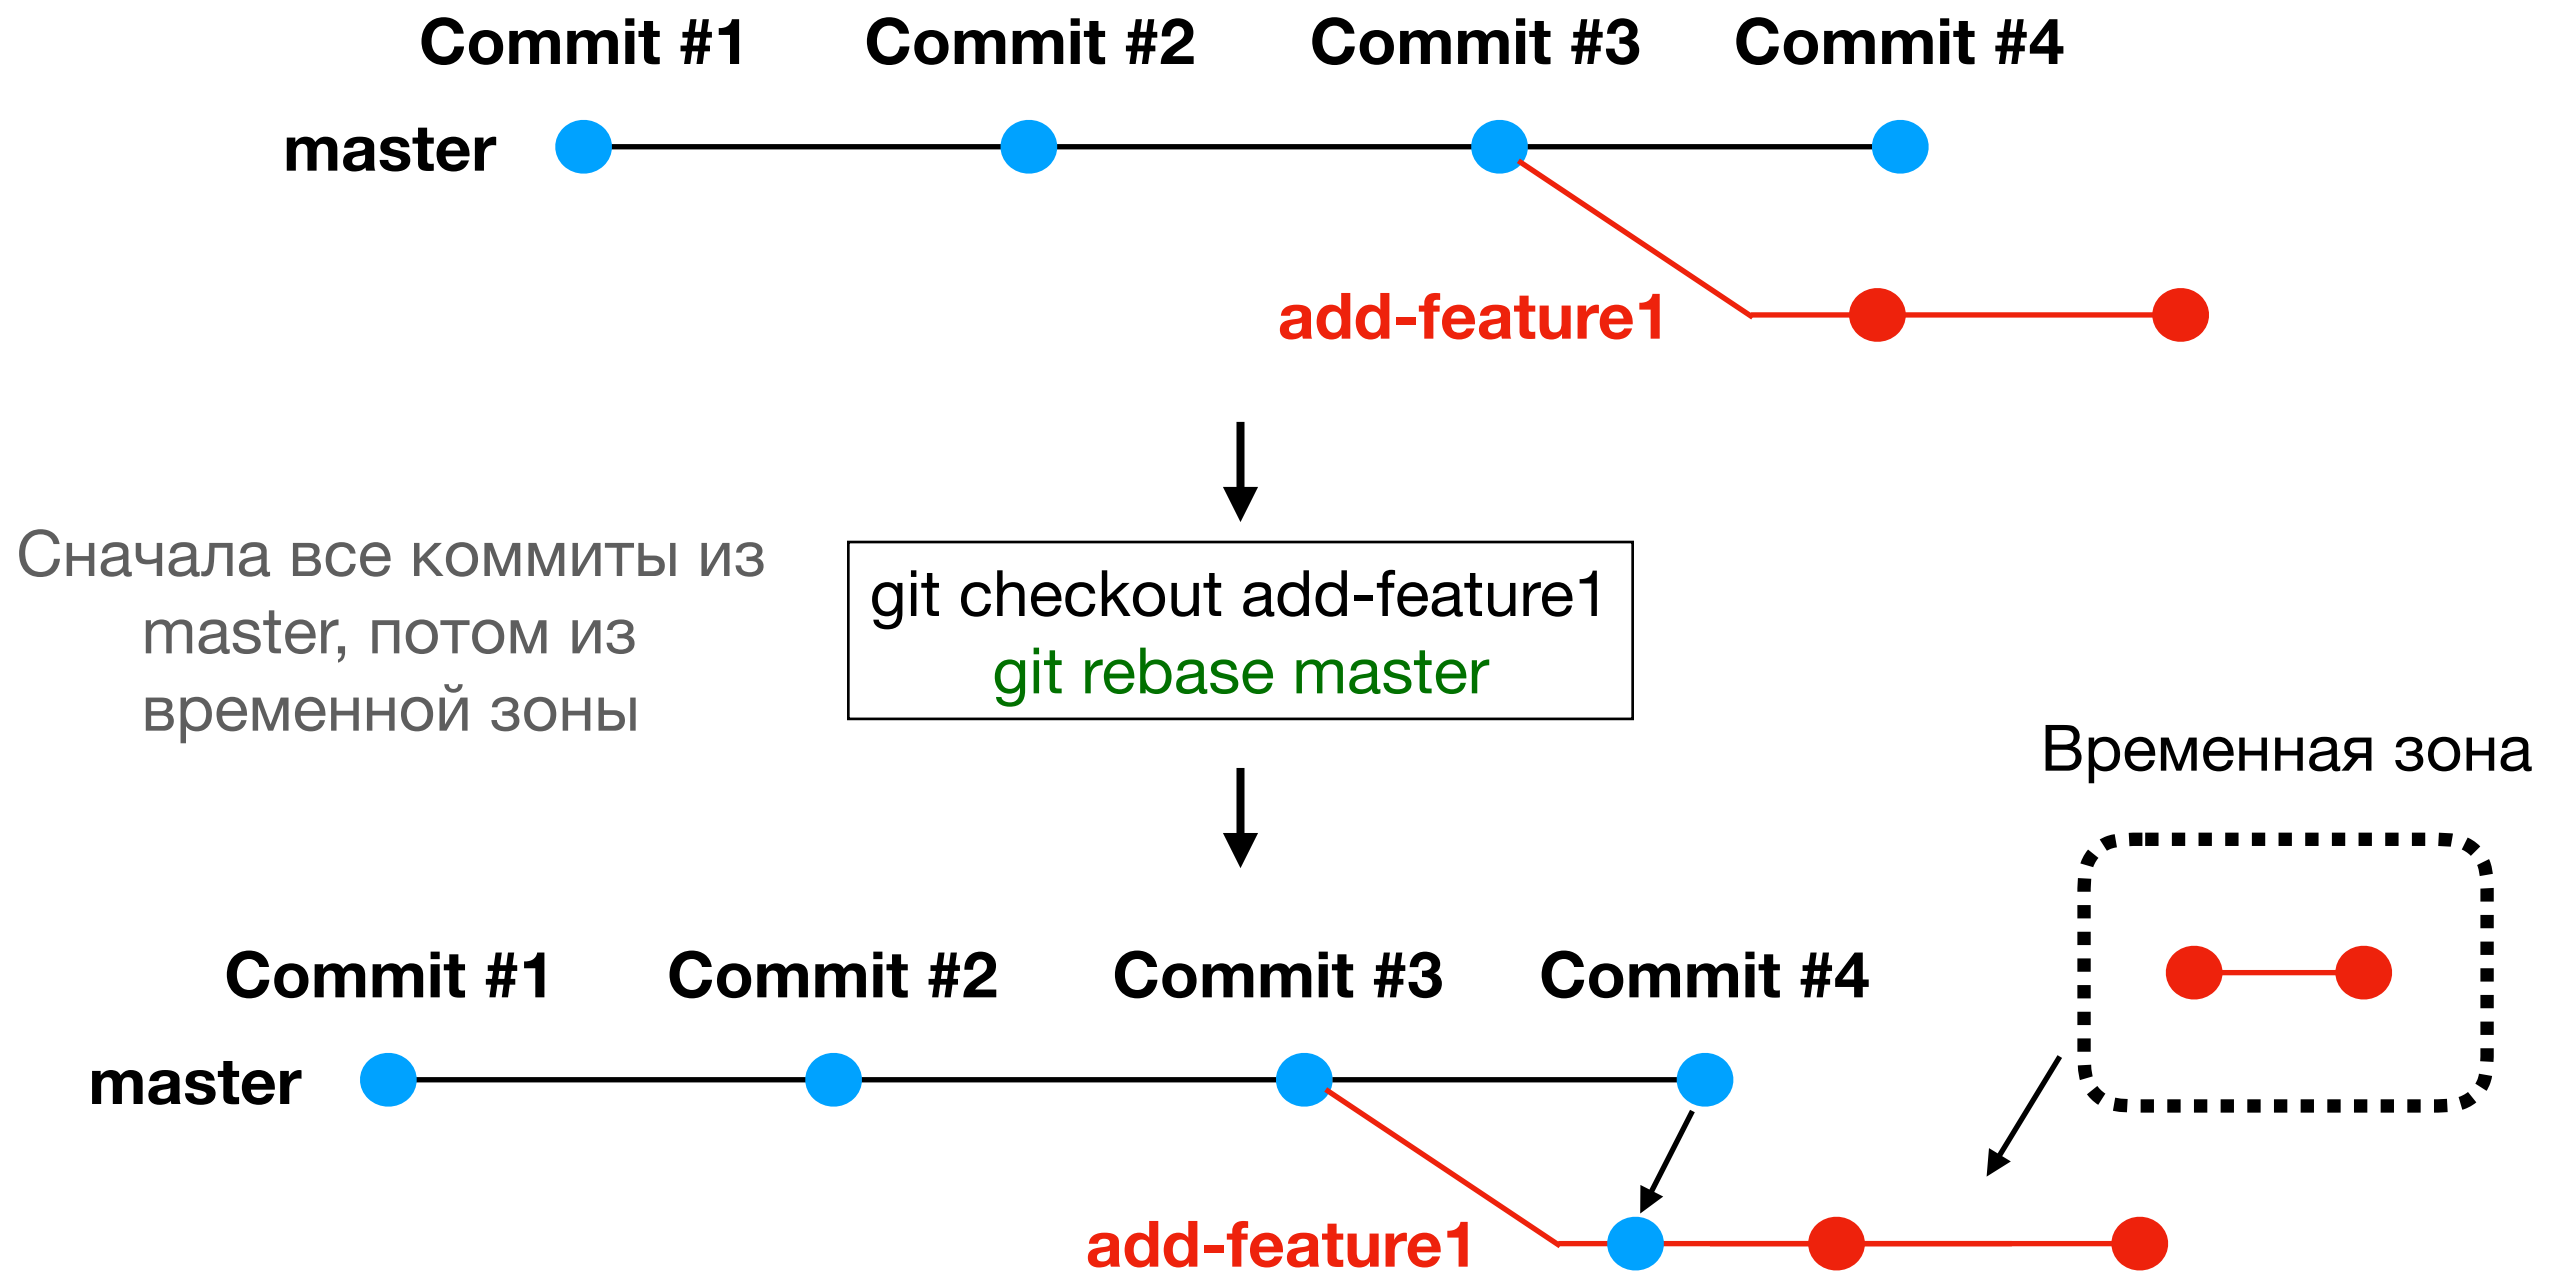 Commit #1 Commit #2 Commit #3 Commit #4
master
add-feature1
Сначала все коммиты из
master, потом из
временной зоны
git checkout add-feature1
git rebase master
Временная зона
Commit #1 Commit #2 Commit #3 Commit #4
master
add-feature1